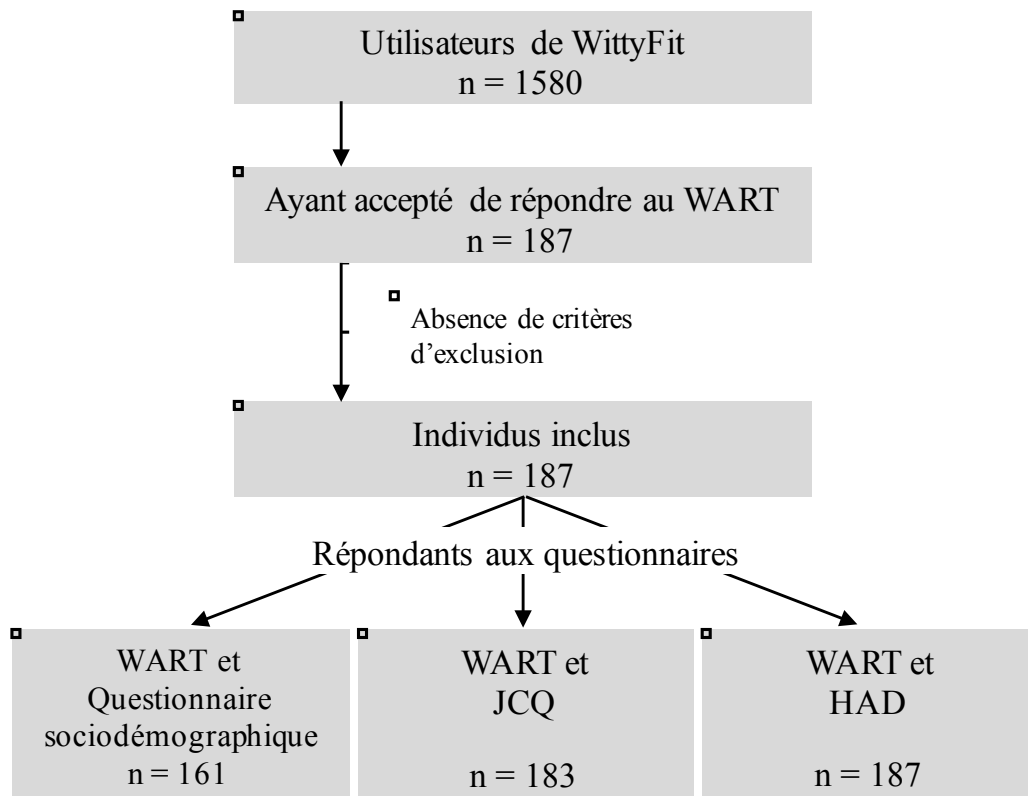 Utilisateurs de WittyFit
n = 1580
Ayant accepté de répondre au WART
n = 187
Absence de critères
d'exclusion
Individus inclus
n = 187
Répondants aux questionnaires
WART et
Questionnaire
sociodémographique
n = 161
WART et
JCQ
n = 183
WART et
HAD
n = 187